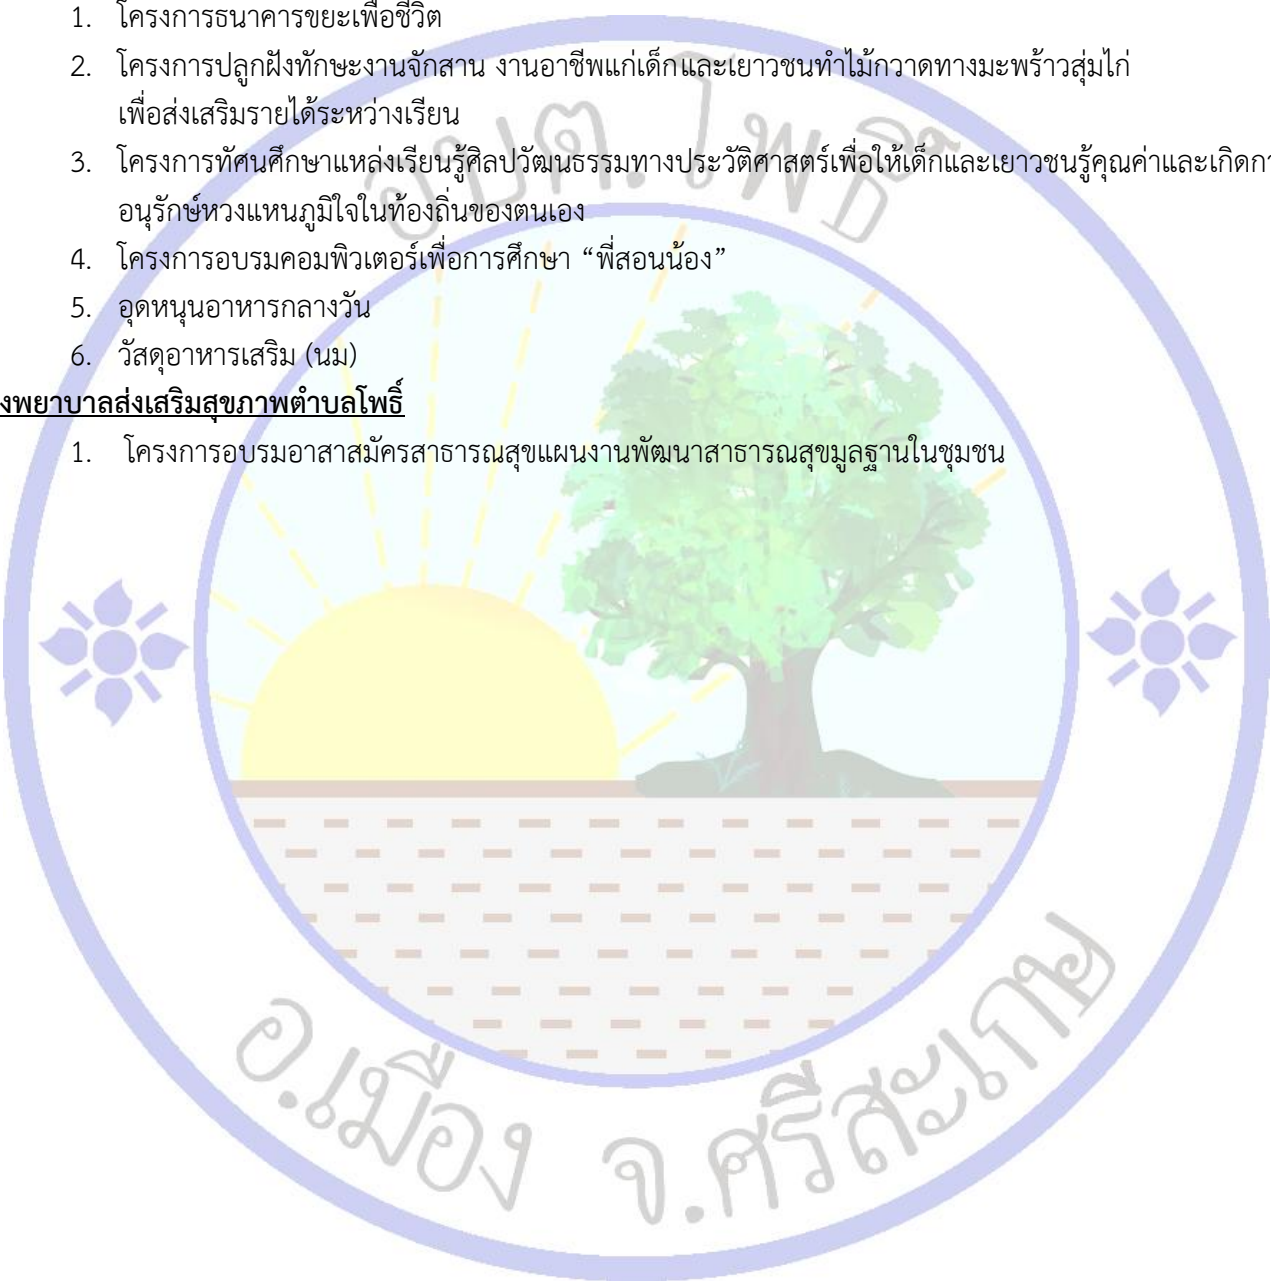 1. โครงการธนาคารขยะเพื่อชีวิต
2. โครงการปลูกฝังทักษะงานจักสาน งานอาชีพแก่เด็กและเยาวชนทำไม้กวาดทางมะพร้าวสุ่มไก่
เพื่อส่งเสริมรายได้ระหว่างเรียน
3. โครงการทัศนศึกษาแหล่งเรียนรู้ศิลปวัฒนธรรมทางประวัติศาสตร์เพื่อให้เด็กและเยาวชนรู้คุณค่าและเกิดกา
อนุรักษ์หวงแหนภูมิใจในท้องถิ่นของตนเอง
4. โครงการอบรมคอมพิวเตอร์เพื่อการศึกษา “พี่สอนน้อง”
5. อุดหนุนอาหารกลางวัน
6. วัสดุอาหารเสริม (นม)
งพยาบาลส่งเสริมสุขภาพตำบลโพธิ์
1. โครงการอบรมอาสาสมัครสาธารณสุขแผนงานพัฒนาสาธารณสุขมูลฐานในชุมชน
อบต. โพธิ์
อ.เมือง จ.ศรีสะเกษ